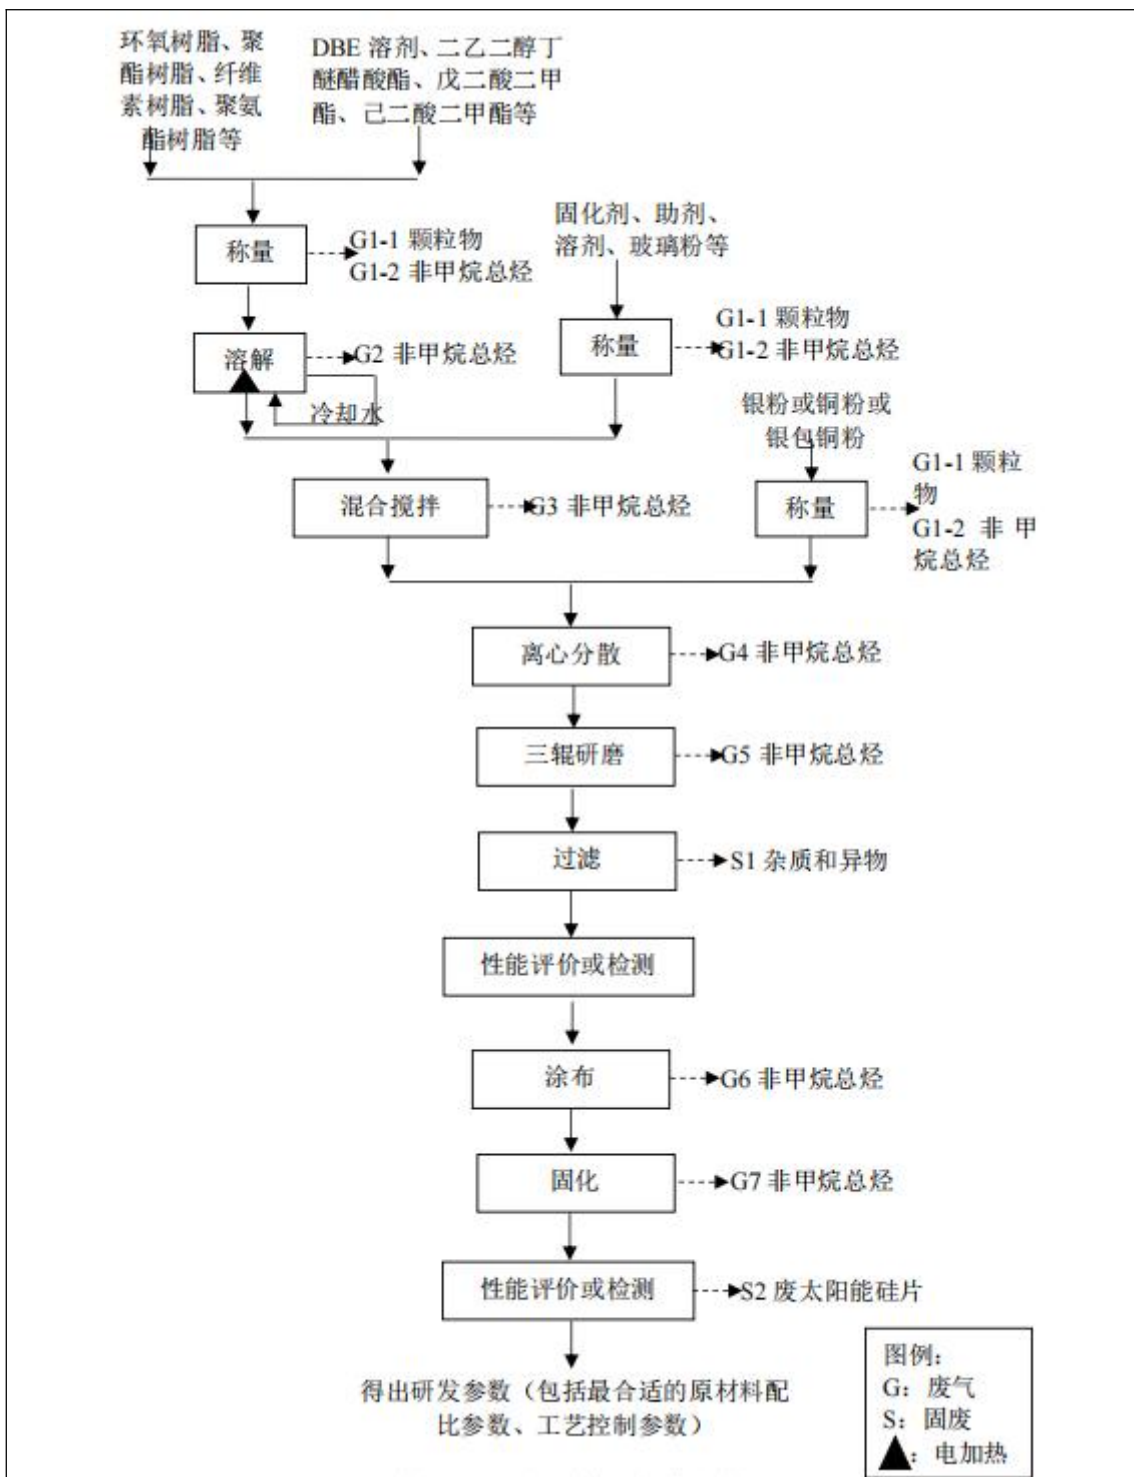 环氧树脂、聚
酯树脂、纤维
素树脂、聚氨
酯树脂等
DBE 溶剂、二乙二醇丁
醚醋酸酯、戊二酸二甲
酯、己二酸二甲酯等
称量
G1-1 颗粒物
G1-2 非甲烷总烃
固化剂、助剂、
溶剂、玻璃粉等
溶解
G2 非甲烷总烃
冷却水
称量
G1-1 颗粒物
G1-2 非甲烷总烃
银粉或铜粉或
银包铜粉
混合搅拌
G3 非甲烷总烃
称量
G1-1 颗粒
物
G1-2 非 甲
烷总烃
离心分散
G4 非甲烷总烃
三辊研磨
G5 非甲烷总烃
过滤
S1 杂质和异物
性能评价或检测
涂布
G6 非甲烷总烃
固化
G7 非甲烷总烃
性能评价或检测
S2 废太阳能硅片
得出研发参数（包括最合适的原材料配
比参数、工艺控制参数）
图例：
G：废气
S：固废
▲：电加热